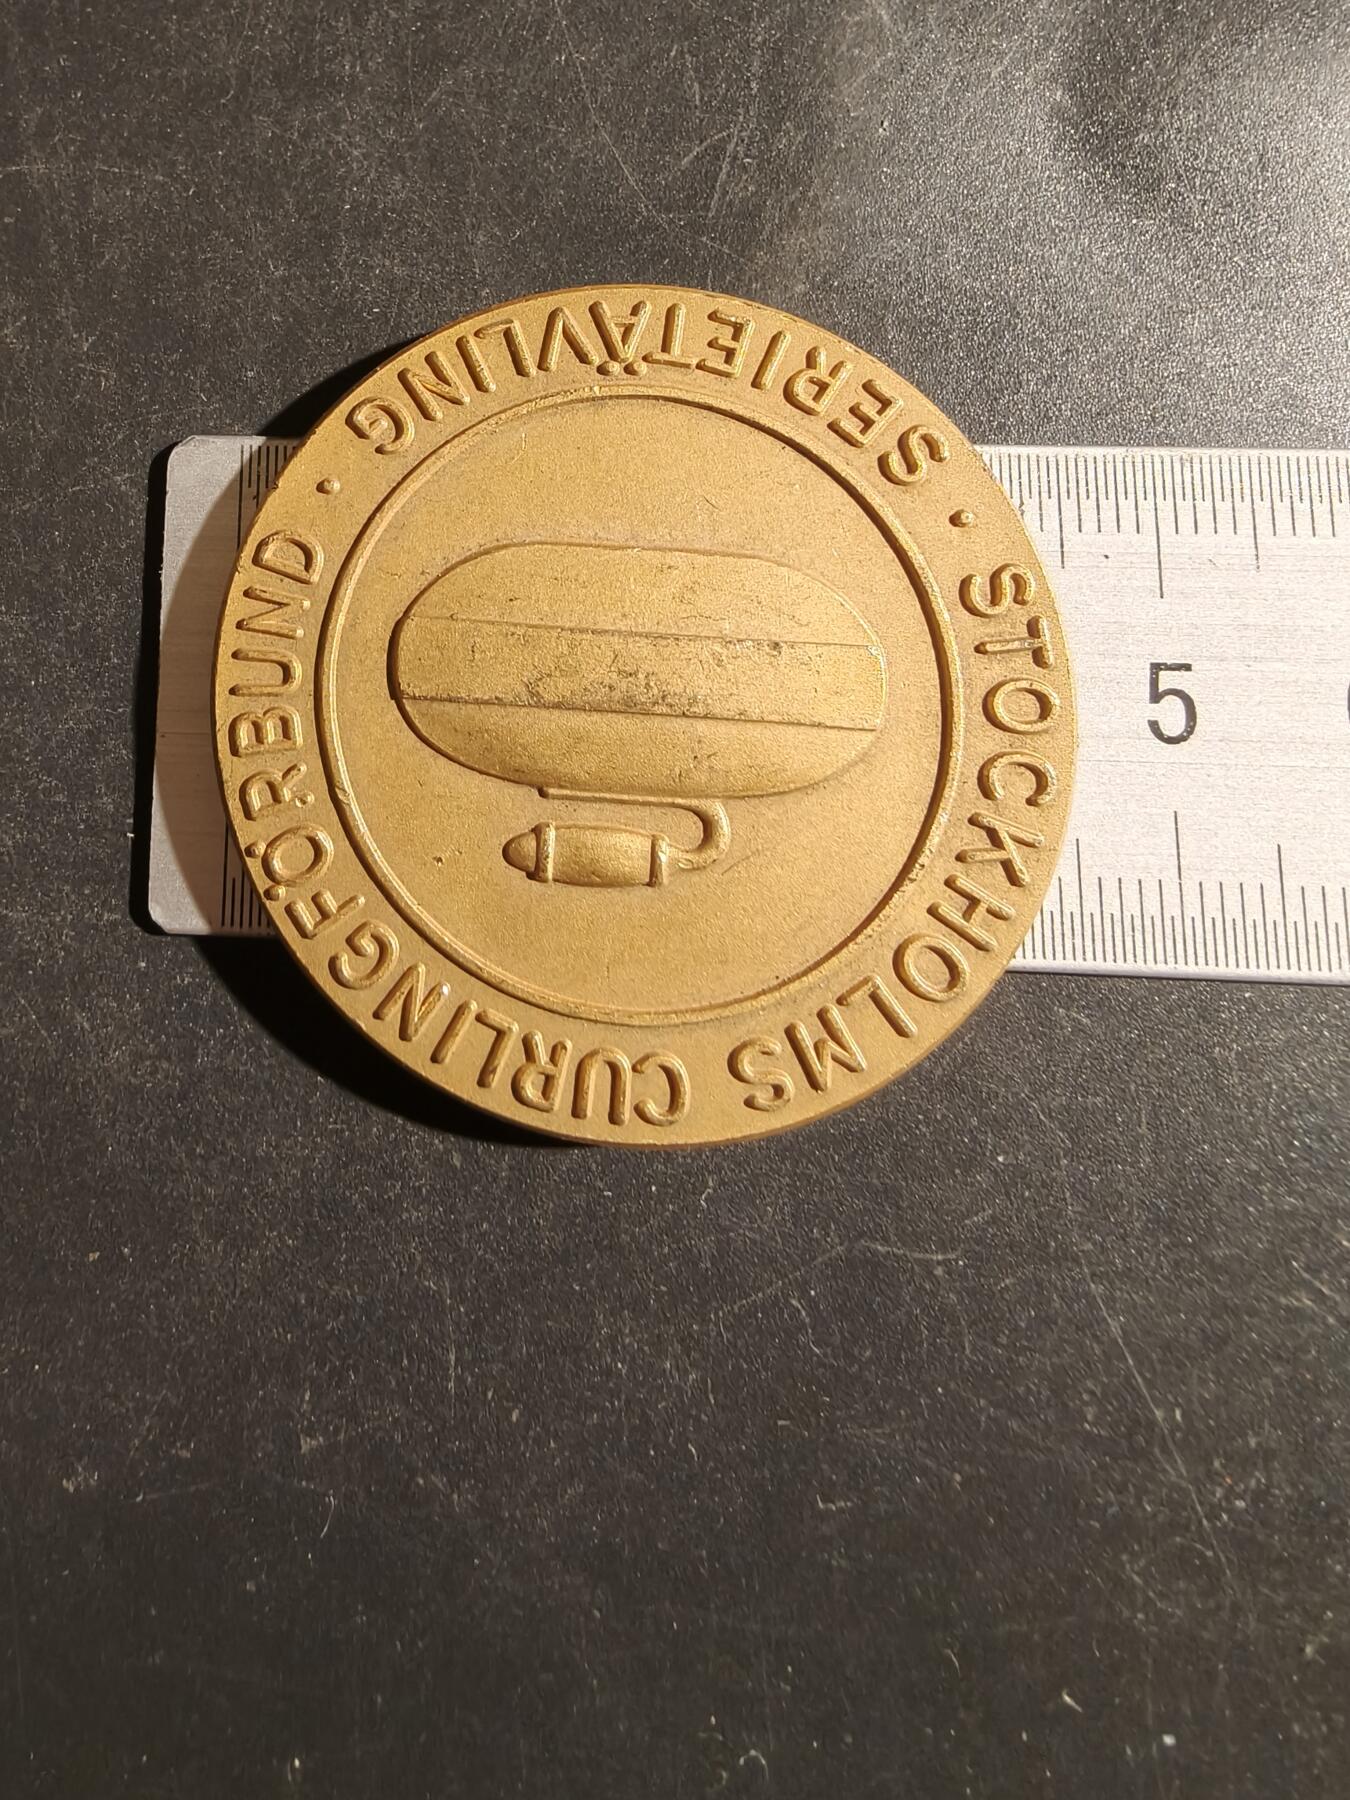 STOCKHOLMS CURLINGFÖRBUND ·
SERIETÄVLING ·
5